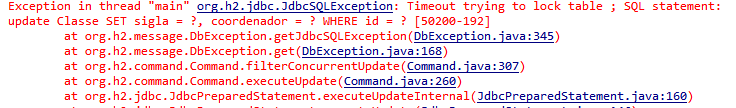 Exception in thread "main" org.h2.jdbc.JdbcSQLException: Timeout trying to lock table ; SQL statement:
update Classe SET sigla = ?, coordenador = ? WHERE id = ? [50200-192]
at org.h2.message.DbException.getJdbcSQLException(DbException.java:345)
at org.h2.message.DbException.get(DbException.java:168)
at org.h2.command.Command.filterConcurrentUpdate(Command.java:307)
at org.h2.command.Command.executeUpdate(Command.java:260)
at org.h2.jdbc.JdbcPreparedStatement.executeUpdateInternal(JdbcPreparedStatement.java:160)